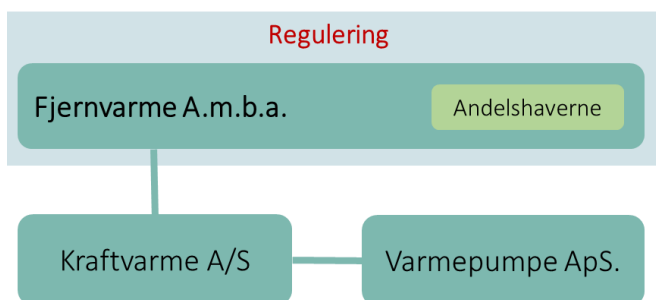 Regulering
Fjernvarme A.m.b.a.
Andelshaverne
Kraftvarme A/S
Varmepumpe ApS.